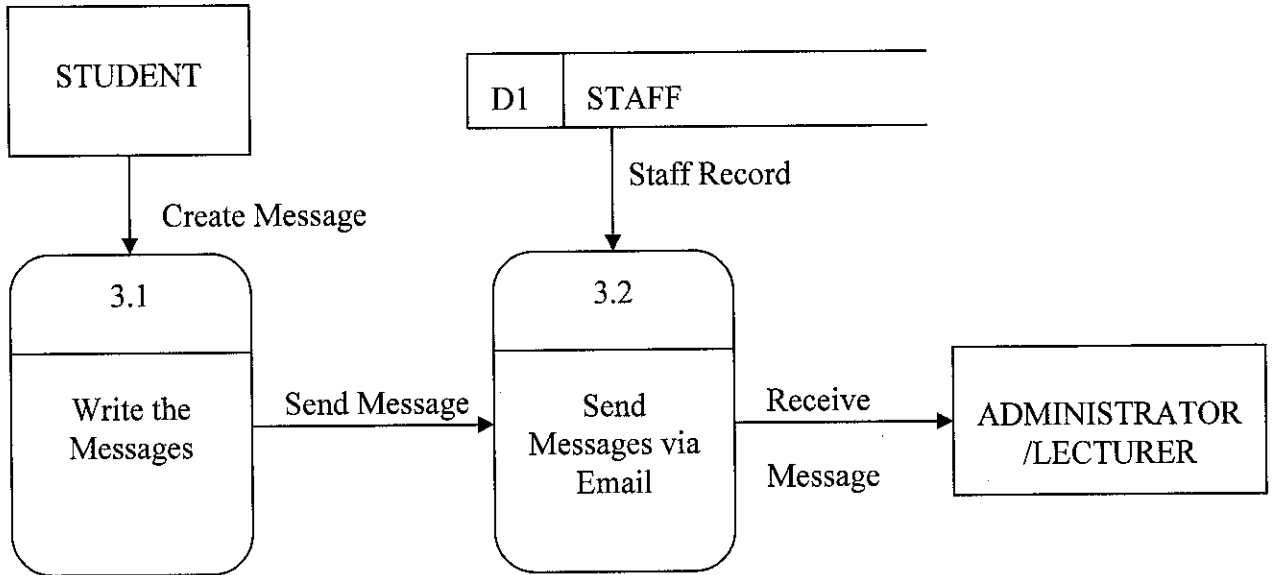 STUDENT
D1 STAFF
Staff Record
Create Message
3.1
3.2
Write the
Messages
Send Message
Send
Messages via
Email
Receive
Message
ADMINISTRATOR
/LECTURER